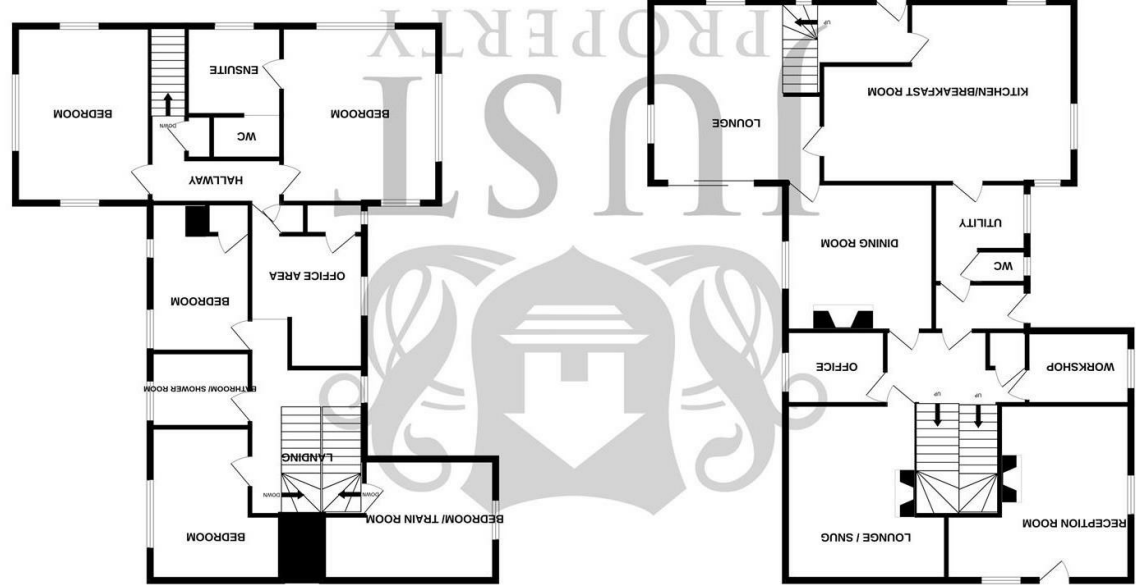 RECEPTION ROOM
LOUNGE / SNUG
UP
UP
WORKSHOP
OFFICE
WC
DINING ROOM
UTILITY
LOUNGE
KITCHEN/BREAKFAST ROOM
UP
BEDROOM
BEDROOM/ TRAIN ROOM
DOWN
DOWN
LANDING
BATHROOM/ SHOWER ROOM
BEDROOM
OFFICE AREA
HALLWAY
WC
DOWN
BEDROOM
BEDROOM
ENSUITE
JUST
PROPERTY